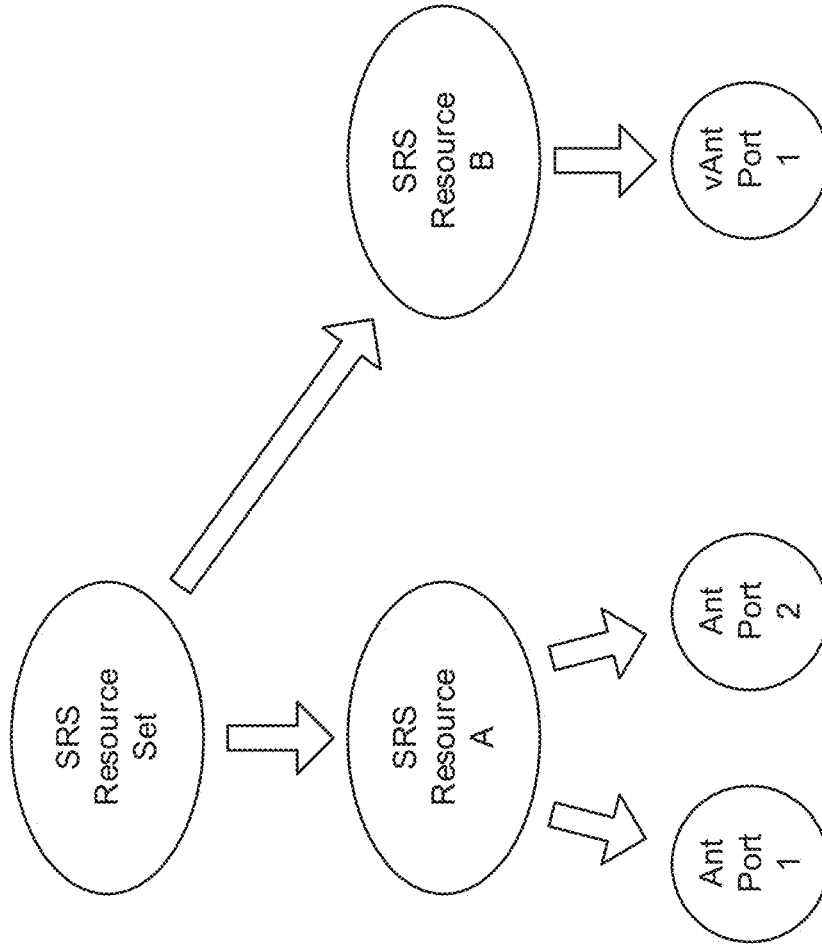 SRS
Resource
Set
SRS
Resource
A
SRS
Resource
B
Ant
Port
1
Ant
Port
2
vAnt
Port
1